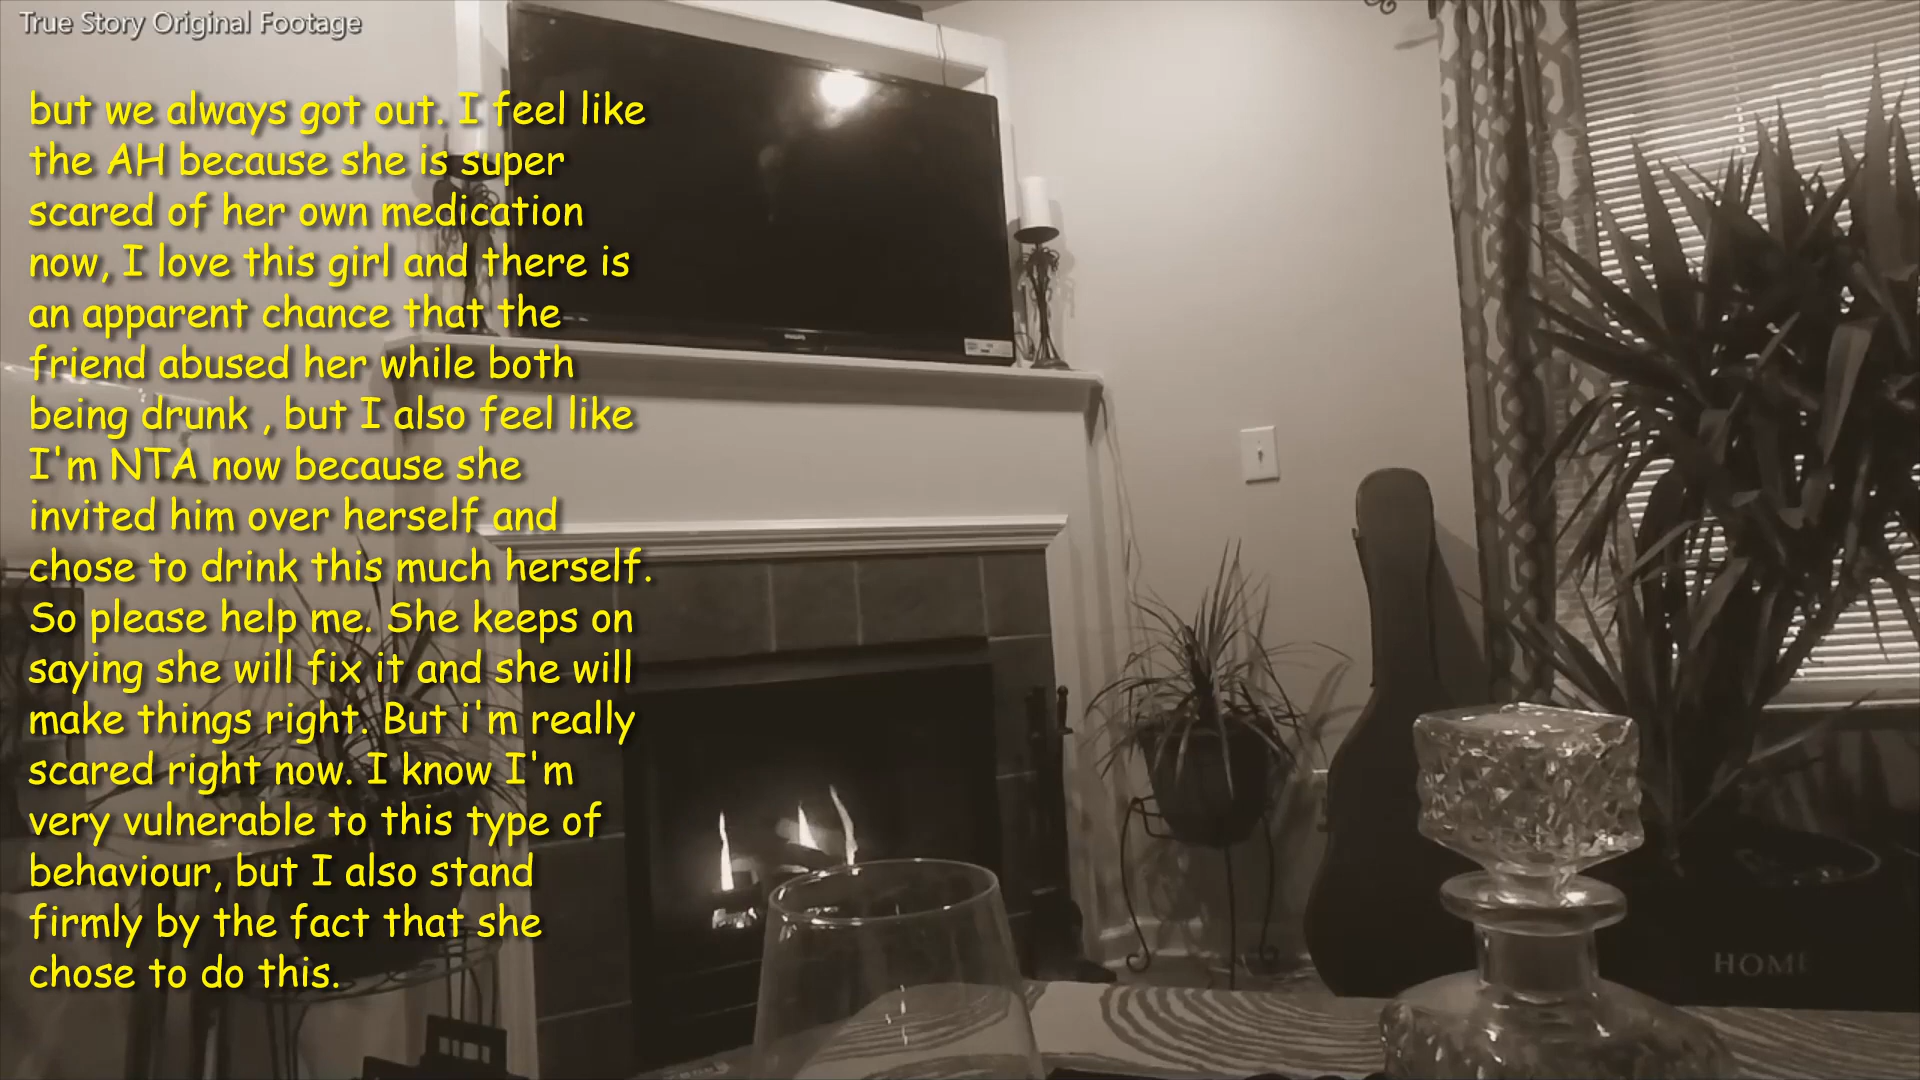 True Story Original Footage
but we always got out. I feel like
the AH because she is super
scared of her own medication
now, I love this girl and there is
an apparent chance that the
friend abused her while both
being drunk , but I also feel like
I'm NTA now because she
invited him over herself and
chose to drink this much herself.
So please help me. She keeps on
saying she will fix it and she will
make things right. But i'm really
scared right now. I know I'm
very vulnerable to this type of
behaviour, but I also stand
firmly by the fact that she
chose to do this.
PHILIPS
HOME